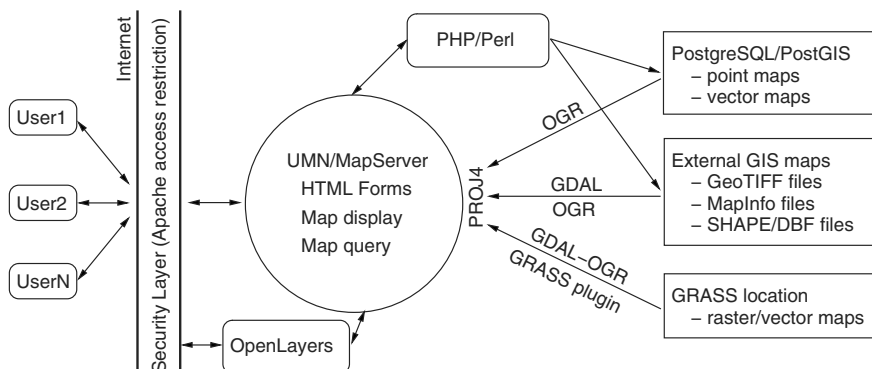 User1
User2
UserN
Internet
Security Layer (Apache access restriction)
PHP/Perl
UMN/MapServer
HTML Forms
Map display
Map query
OpenLayers
PROJ4
OGR
GDAL
OGR
GDAL–OGR
GRASS plugin
PostgreSQL/PostGIS
– point maps
– vector maps
External GIS maps
– GeoTIFF files
– MapInfo files
– SHAPE/DBF files
GRASS location
– raster/vector maps